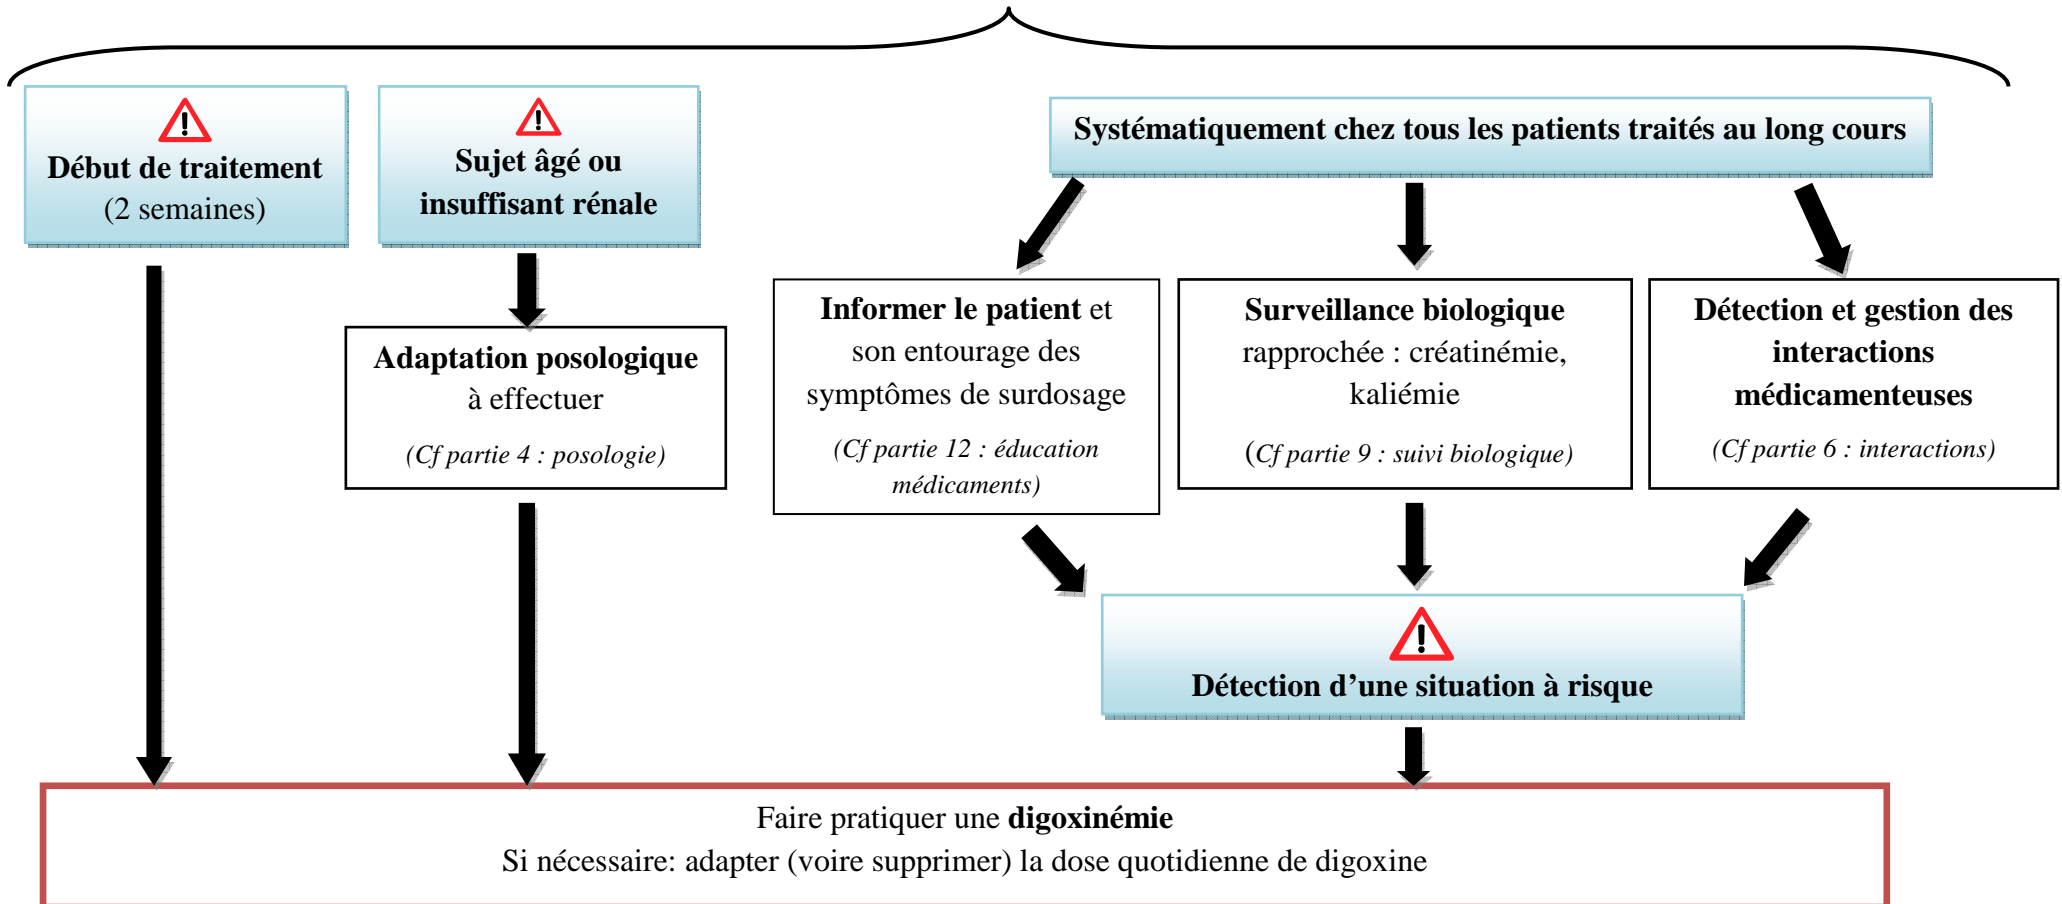 Début de traitement
(2 semaines)
Sujet âgé ou
insuffisant rénale
Systématiquement chez tous les patients traités au long cours
Adaptation posologique
à effectuer
(Cf partie 4 : posologie)
Informer le patient et
son entourage des
symptômes de surdosage
(Cf partie 12 : éducation
médicaments)
Surveillance biologique
rapprochée : créatinémie,
kaliémie
(Cf partie 9 : suivi biologique)
Détection et gestion des
interactions
médicamenteuses
(Cf partie 6 : interactions)
Détection d’une situation à risque
Faire pratiquer une digoxinémie
Si nécessaire: adapter (voire supprimer) la dose quotidienne de digoxine